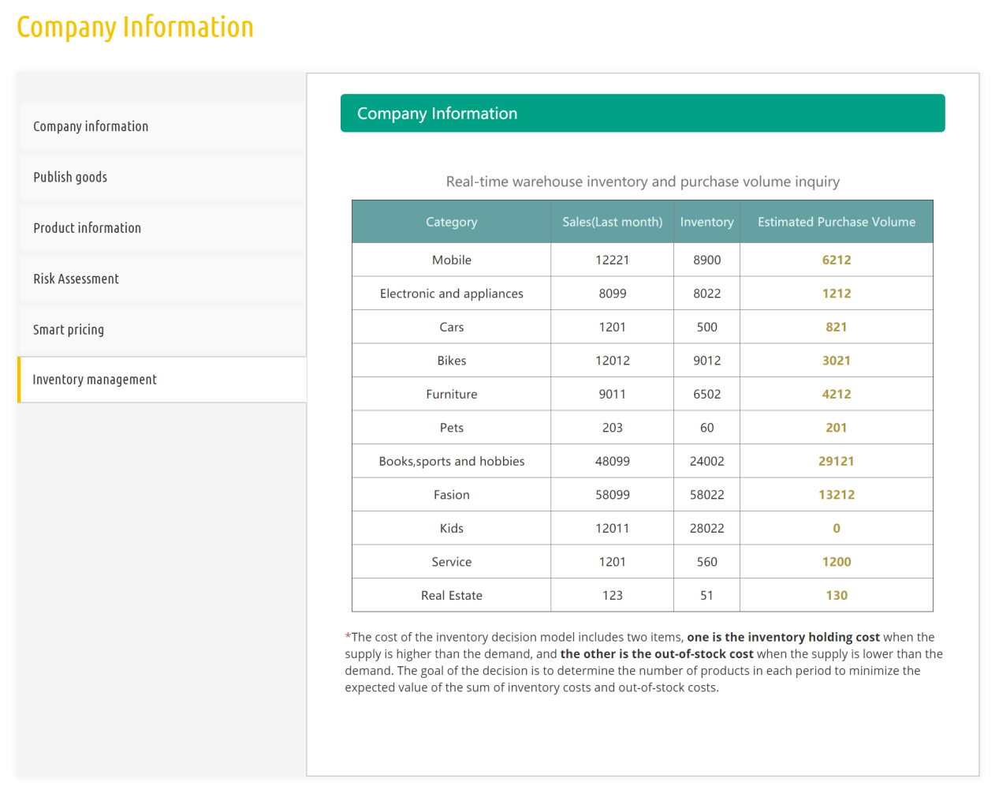 Company Information
Company information
Publish goods
Product information
Risk Assessment
Smart pricing
Inventory management
Company Information
Real-time warehouse inventory and purchase volume inquiry
Category Sales(Last month) Inventory Estimated Purchase Volume
Mobile 12221 8900 6212
Electronic and appliances 8099 8022 1212
Cars 1201 500 821
Bikes 12012 9012 3021
Furniture 9011 6502 4212
Pets 203 60 201
Books,sports and hobbies 48099 24002 29121
Fasion 58099 58022 13212
Kids 12011 28022 0
Service 1201 560 1200
Real Estate 123 51 130
*The cost of the inventory decision model includes two items, one is the inventory holding cost when the
supply is higher than the demand, and the other is the out-of-stock cost when the supply is lower than the
demand. The goal of the decision is to determine the number of products in each period to minimize the
expected value of the sum of inventory costs and out-of-stock costs.